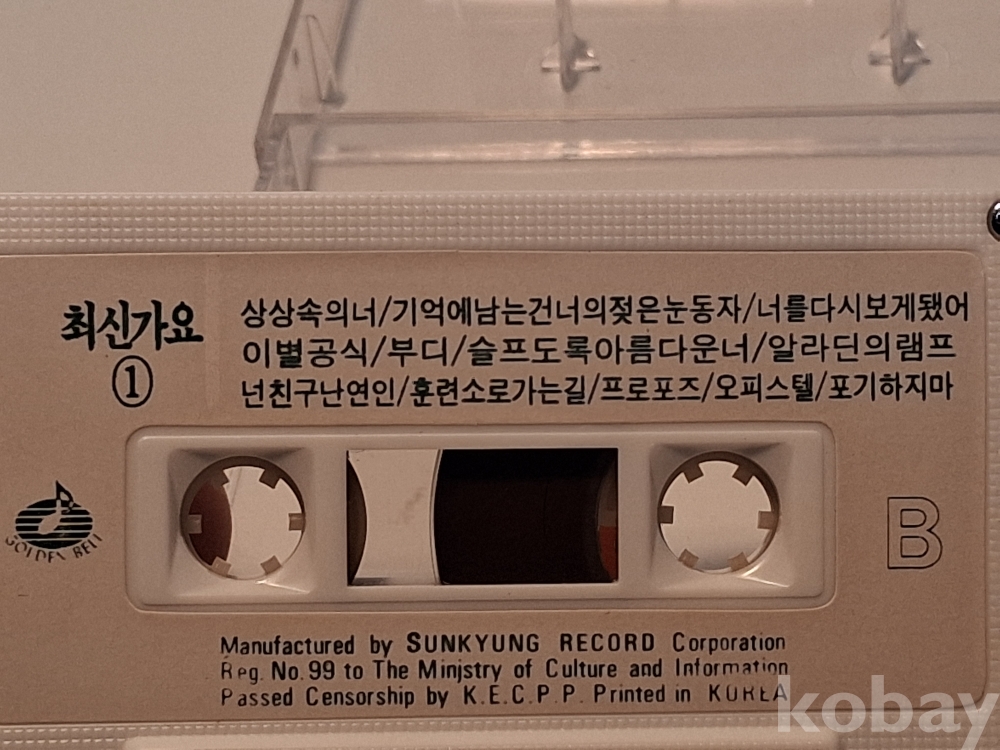 최신가요
①
상상속의너/기억에남는건너의젖은눈동자/너를다시보게됐어
이별공식/부디/슬프도록아름다운너/알라딘의램프
넌친구난연인/훈련소로가는길/프로포즈/오피스텔/포기하지마
GOLDEN BELL
B
Manufactured by SUNKYUNG RECORD Corporation
Reg. No. 99 to The Minjstry of Culture and Information
Passed Censorship by K.E.C.P.P. Printed in KOREA
kobay